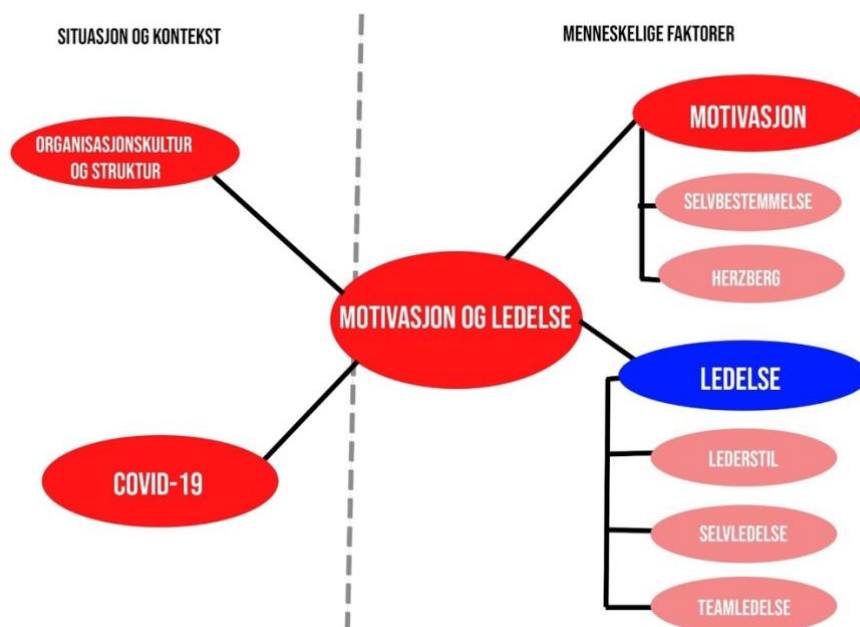 SITUASJON OG KONTEKST
MENNESKELIGE FAKTORER
ORGANISASJONSKULTUR
OG STRUKTUR
COVID-19
MOTIVASJON OG LEDELSE
MOTIVASJON
SELVBESTEMMELSE
HERZBERG
LEDELSE
LEDERSTIL
SELVLEDELSE
TEAMLEDELSE